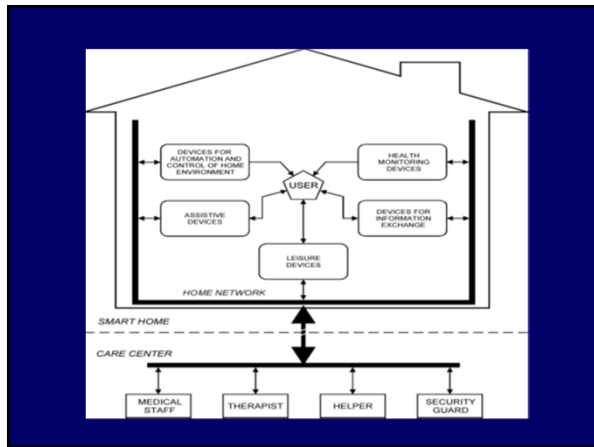 DEVICES FOR
AUTOMATION AND
CONTROL OF HOME
ENVIRONMENT
HEALTH
MONITORING
DEVICES
USER
ASSISTIVE
DEVICES
DEVICES FOR
INFORMATION
EXCHANGE
LEISURE
DEVICES
HOME NETWORK
SMART HOME
CARE CENTER
MEDICAL
STAFF
THERAPIST
HELPER
SECURITY
GUARD